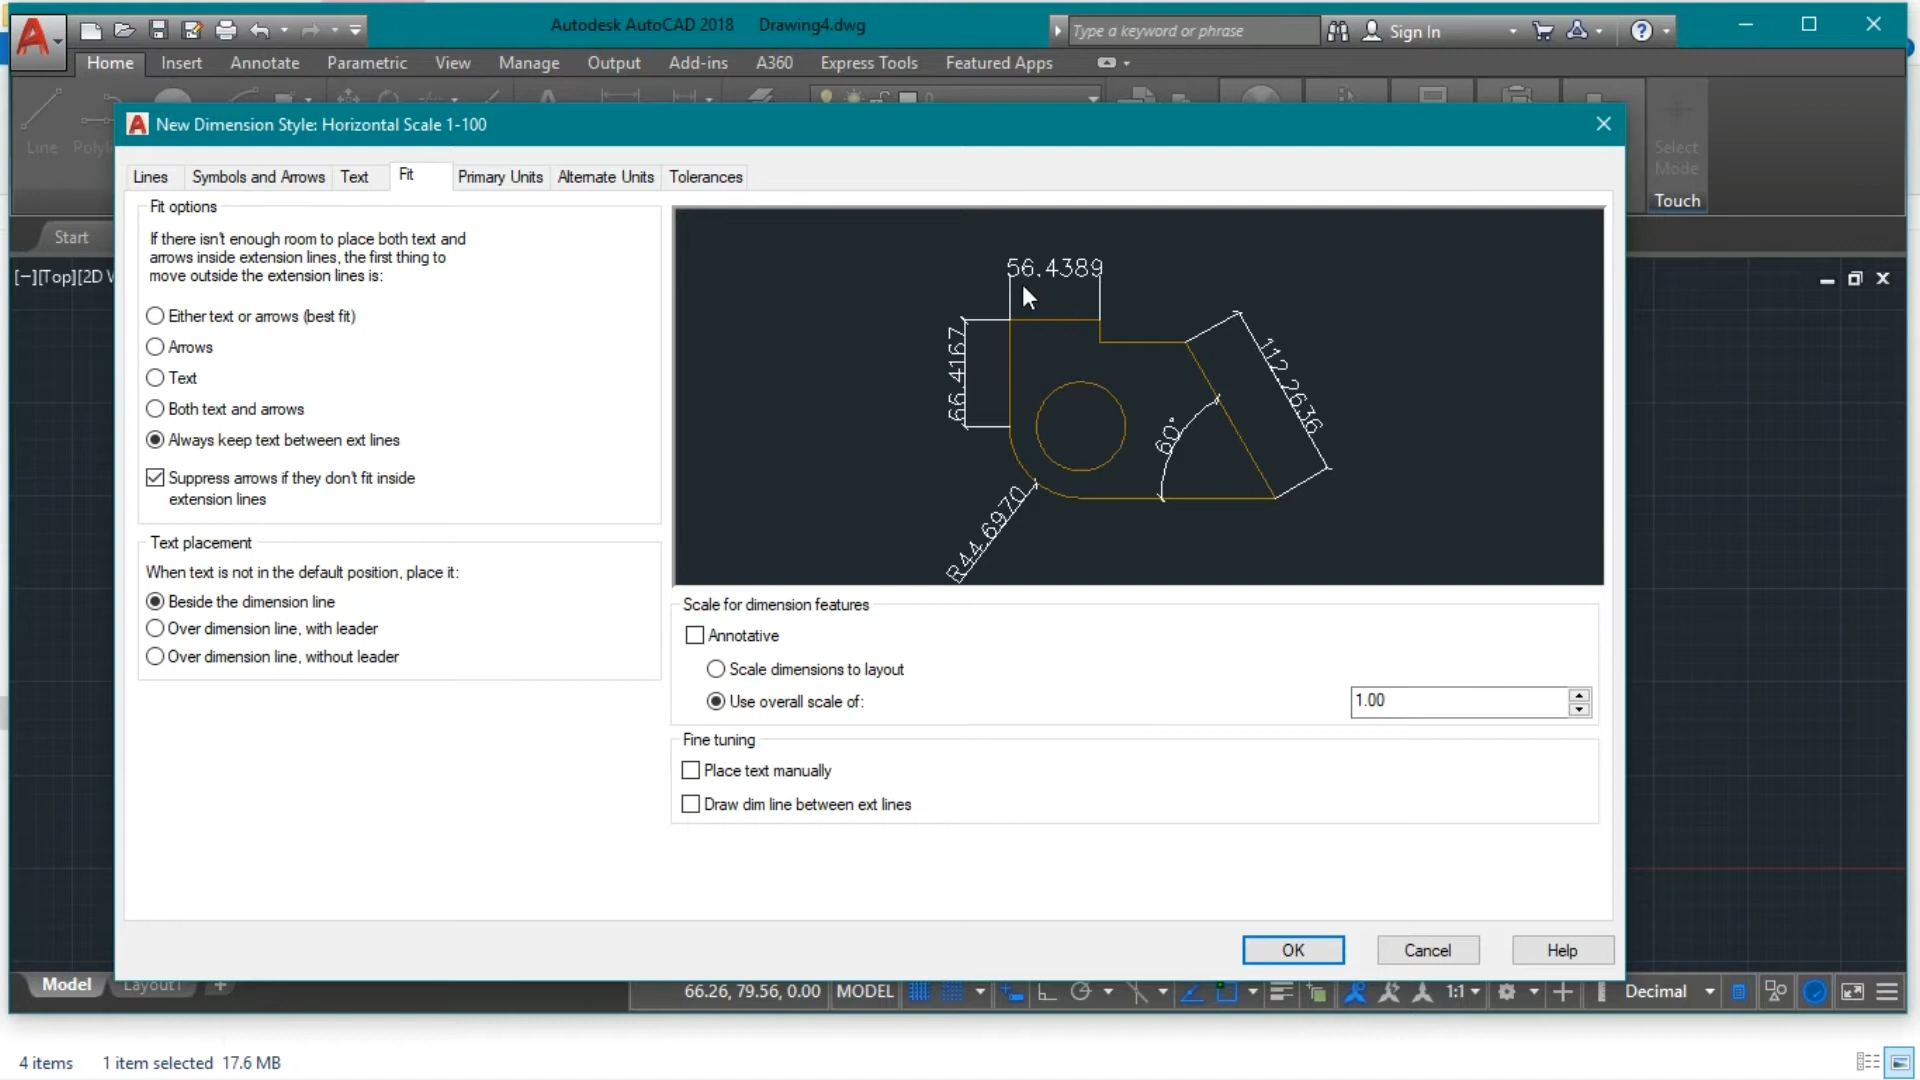 Autodesk AutoCAD 2018 Drawing4.dwg
Type a keyword or phrase
Sign In
Home Insert Annotate Parametric View Manage Output Add-ins A360 Express Tools Featured Apps
Line
Select
Mode
Touch
Start
[−][Top][2D
New Dimension Style: Horizontal Scale 1-100
Lines Symbols and Arrows Text Fit Primary Units Alternate Units Tolerances
Fit options
If there isn't enough room to place both text and
arrows inside extension lines, the first thing to
move outside the extension lines is:
Either text or arrows (best fit)
Arrows
Text
Both text and arrows
Always keep text between ext lines
Suppress arrows if they don't fit inside
extension lines
Text placement
When text is not in the default position, place it:
Beside the dimension line
Over dimension line, with leader
Over dimension line, without leader
56.4389
66.4167
112.2636
60°
R44.6970
Scale for dimension features
Annotative
Scale dimensions to layout
Use overall scale of: 1.00
Fine tuning
Place text manually
Draw dim line between ext lines
OK Cancel Help
Model Layout1 +
66.26, 79.56, 0.00 MODEL 1:1 Decimal
4 items 1 item selected 17.6 MB